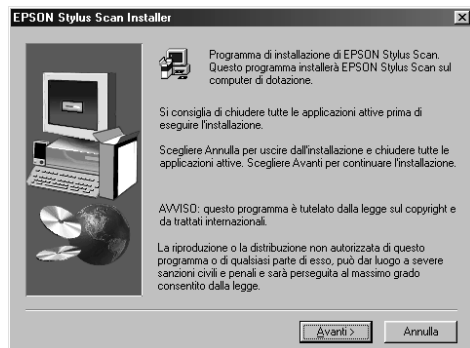 EPSON Stylus Scan Installer
Programma di installazione di EPSON Stylus Scan.
Questo programma installerà EPSON Stylus Scan sul
computer di dotazione.
Si consiglia di chiudere tutte le applicazioni attive prima di
eseguire l'installazione.
Scegliere Annulla per uscire dall'installazione e chiudere tutte le
applicazioni attive. Scegliere Avanti per continuare l'installazione.
AVVISO: questo programma è tutelato dalla legge sul copyright e
da trattati internazionali.
La riproduzione o la distribuzione non autorizzata di questo
programma o di qualsiasi parte di esso, può dar luogo a severe
sanzioni civili e penali e sarà perseguita al massimo grado
consentito dalla legge.
Avanti >
Annulla